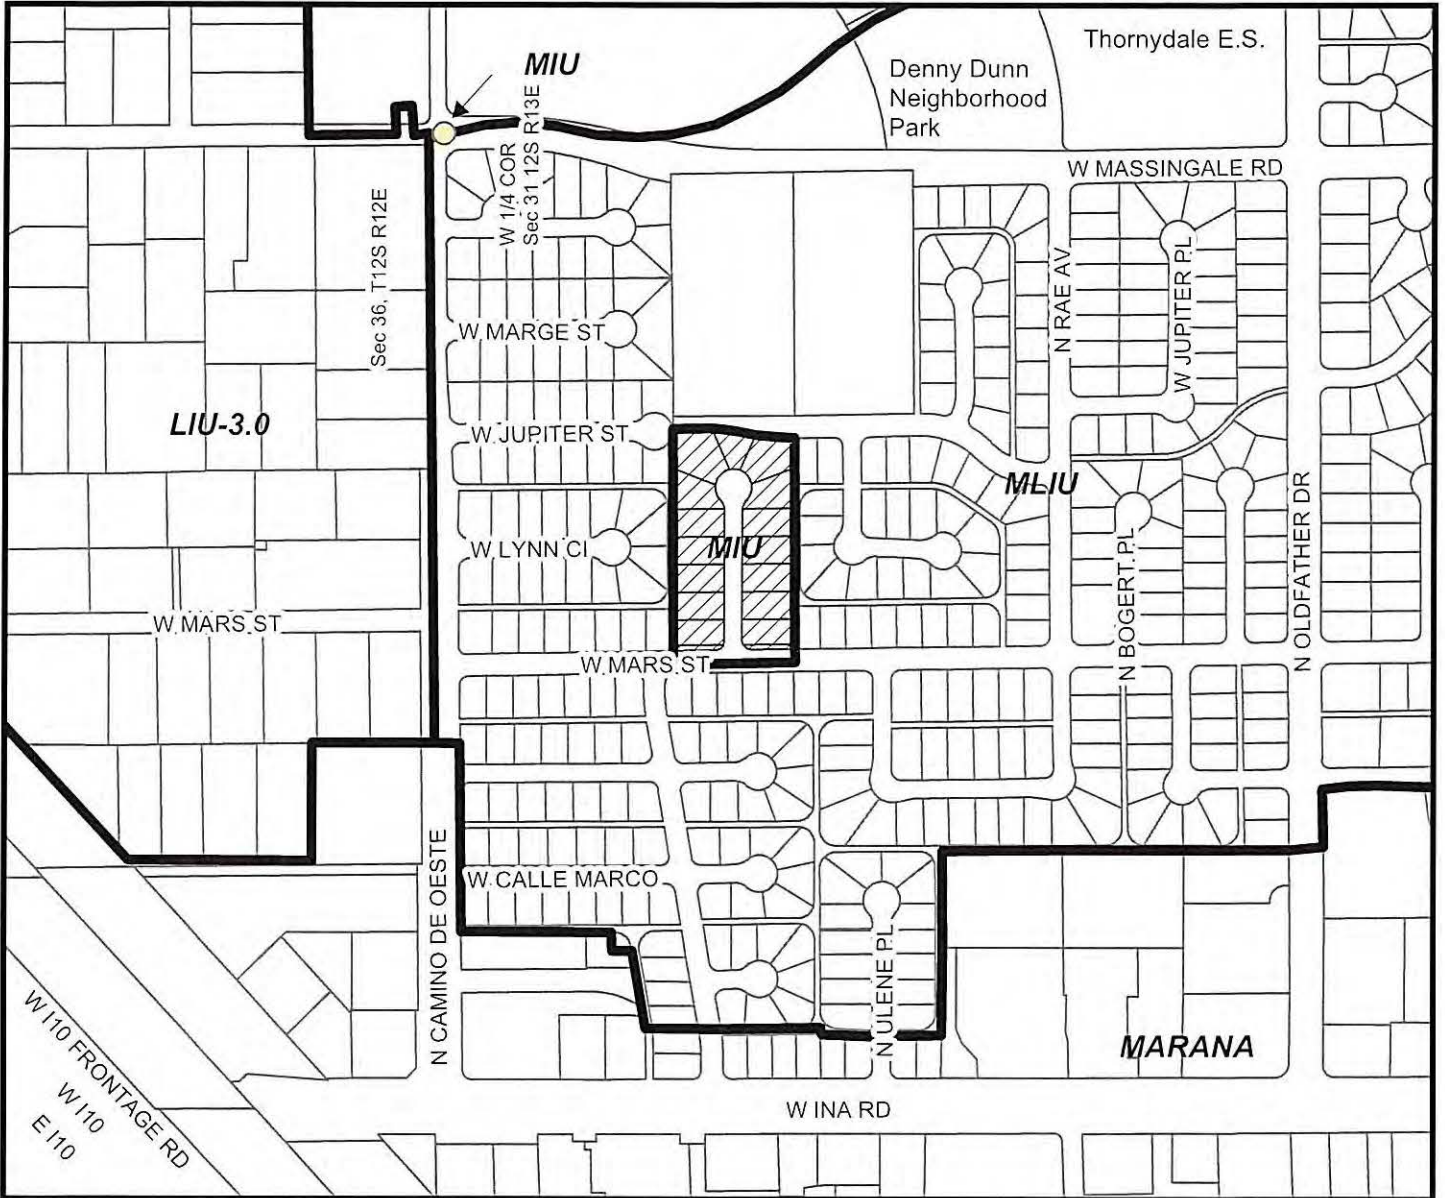 Thornydale E.S.
MIU
Denny Dunn
Neighborhood
Park
W MASSINGALE RD
W 1/4 COR
Sec 31 12S R13E
Sec 36, T12S R12E
N RAE AV
W JUPITER PL
W MARGE ST
LIU-3.0
W JUPITER ST
MLIU
W LYNN CI
MIU
N BOGERT PL
N OLDFATHER DR
W MARS ST
W MARS ST
W CALLE MARCO
N CAMINO DE OESTE
N ULENE PL
MARANA
W I10 FRONTAGE RD
W I10
E I10
W INA RD